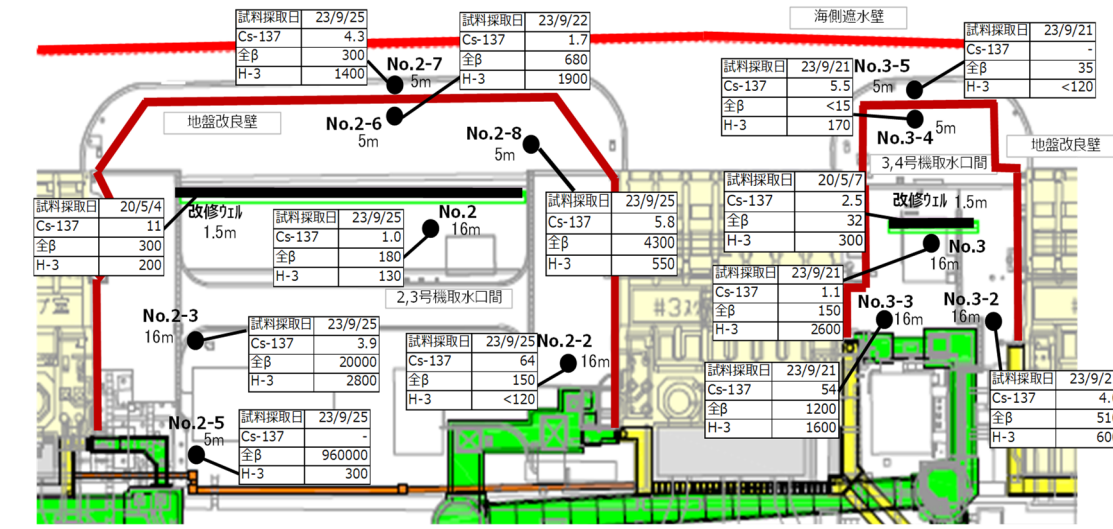 海側遮水壁
試料採取日 23/9/25
Cs-137 4.3
全β 300
H-3 1400
No.2-7
5m
試料採取日 23/9/22
Cs-137 1.7
全β 680
H-3 1900
No.2-6
5m
地盤改良壁
No.2-8
5m
試料採取日 23/9/25
Cs-137 5.8
全β 4300
H-3 550
試料採取日 23/9/21
Cs-137 -
全β 35
H-3 <120
No.3-5
5m
試料採取日 23/9/21
Cs-137 5.5
全β <15
H-3 170
No.3-4
5m
地盤改良壁
3,4号機取水口間
試料採取日 20/5/4
Cs-137 11
全β 300
H-3 200
改修ウェル
1.5m
試料採取日 23/9/25
Cs-137 1.0
全β 180
H-3 130
No.2
16m
2,3号機取水口間
試料採取日 20/5/7
Cs-137 2.5
全β 32
H-3 300
改修ウェル 1.5m
試料採取日 23/9/21
Cs-137 1.1
全β 150
H-3 2600
No.3
16m
No.2-3
16m
試料採取日 23/9/25
Cs-137 3.9
全β 20000
H-3 2800
試料採取日 23/9/25
Cs-137 64
全β 150
H-3 <120
No.2-2
16m
No.3-3
16m
試料採取日 23/9/21
Cs-137 54
全β 1200
H-3 1600
No.3-2
16m
試料採取日
Cs-137
全β
H-3
No.2-5
5m
試料採取日 23/9/25
Cs-137 -
全β 960000
H-3 300